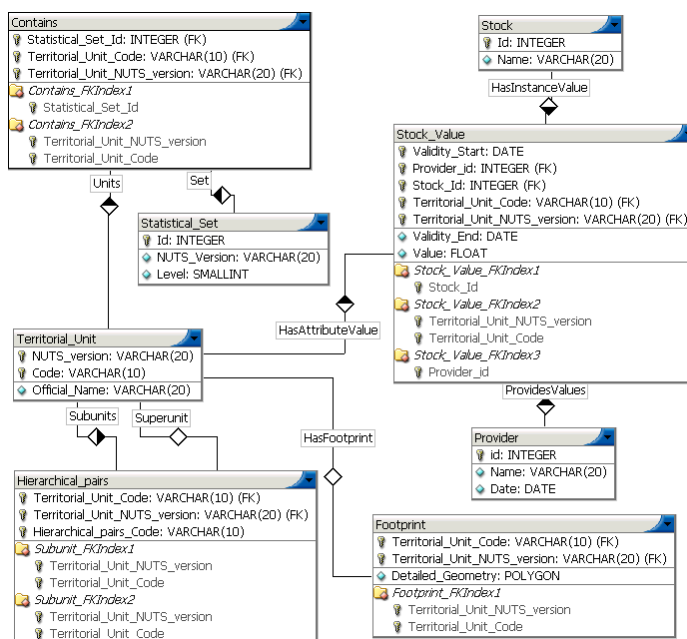 Contains
Statistical_Set_Id: INTEGER (FK)
Territorial_Unit_Code: VARCHAR(10) (FK)
Territorial_Unit_NUTS_version: VARCHAR(20) (FK)
Contains_FKIndex1
Statistical_Set_Id
Contains_FKIndex2
Territorial_Unit_NUTS_version
Territorial_Unit_Code
Stock
Id: INTEGER
Name: VARCHAR(20)
HasInstanceValue
Stock_Value
Validity_Start: DATE
Provider_id: INTEGER (FK)
Stock_Id: INTEGER (FK)
Territorial_Unit_Code: VARCHAR(10) (FK)
Territorial_Unit_NUTS_version: VARCHAR(20) (FK)
Validity_End: DATE
Value: FLOAT
Stock_Value_FKIndex1
Stock_Id
Stock_Value_FKIndex2
Territorial_Unit_NUTS_version
Territorial_Unit_Code
Stock_Value_FKIndex3
Provider_id
Units
Set
Statistical_Set
Id: INTEGER
NUTS_Version: VARCHAR(20)
Level: SMALLINT
HasAttributeValue
Territorial_Unit
NUTS_version: VARCHAR(20)
Code: VARCHAR(10)
Official_Name: VARCHAR(20)
Subunits
Superunit
HasFootprint
ProvidesValues
Provider
id: INTEGER
Name: VARCHAR(20)
Date: DATE
Hierarchical_pairs
Territorial_Unit_Code: VARCHAR(10) (FK)
Territorial_Unit_NUTS_version: VARCHAR(20) (FK)
Hierarchical_pairs_Code: VARCHAR(10)
Subunit_FKIndex1
Territorial_Unit_NUTS_version
Territorial_Unit_Code
Subunit_FKIndex2
Territorial_Unit_NUTS_version
Territorial_Unit_Code
Footprint
Territorial_Unit_Code: VARCHAR(10) (FK)
Territorial_Unit_NUTS_version: VARCHAR(20) (FK)
Detailed_Geometry: POLYGON
Footprint_FKIndex1
Territorial_Unit_NUTS_version
Territorial_Unit_Code